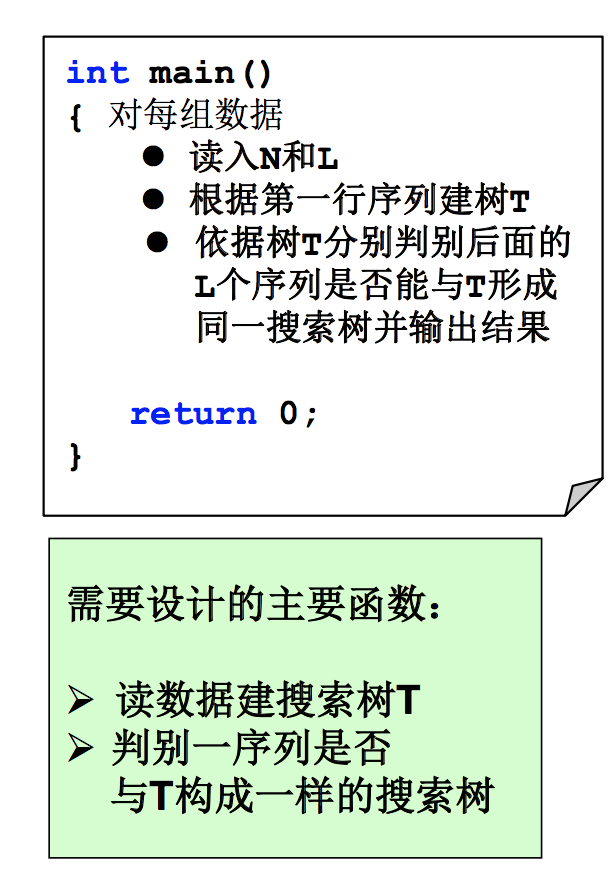 int main()
{ 对每组数据
● 读入N和L
● 根据第一行序列建树T
● 依据树T分别判别后面的
L个序列是否能与T形成
同一搜索树并输出结果
return 0;
}
需要设计的主要函数：
➢ 读数据建搜索树T
➢ 判别一序列是否
与T构成一样的搜索树